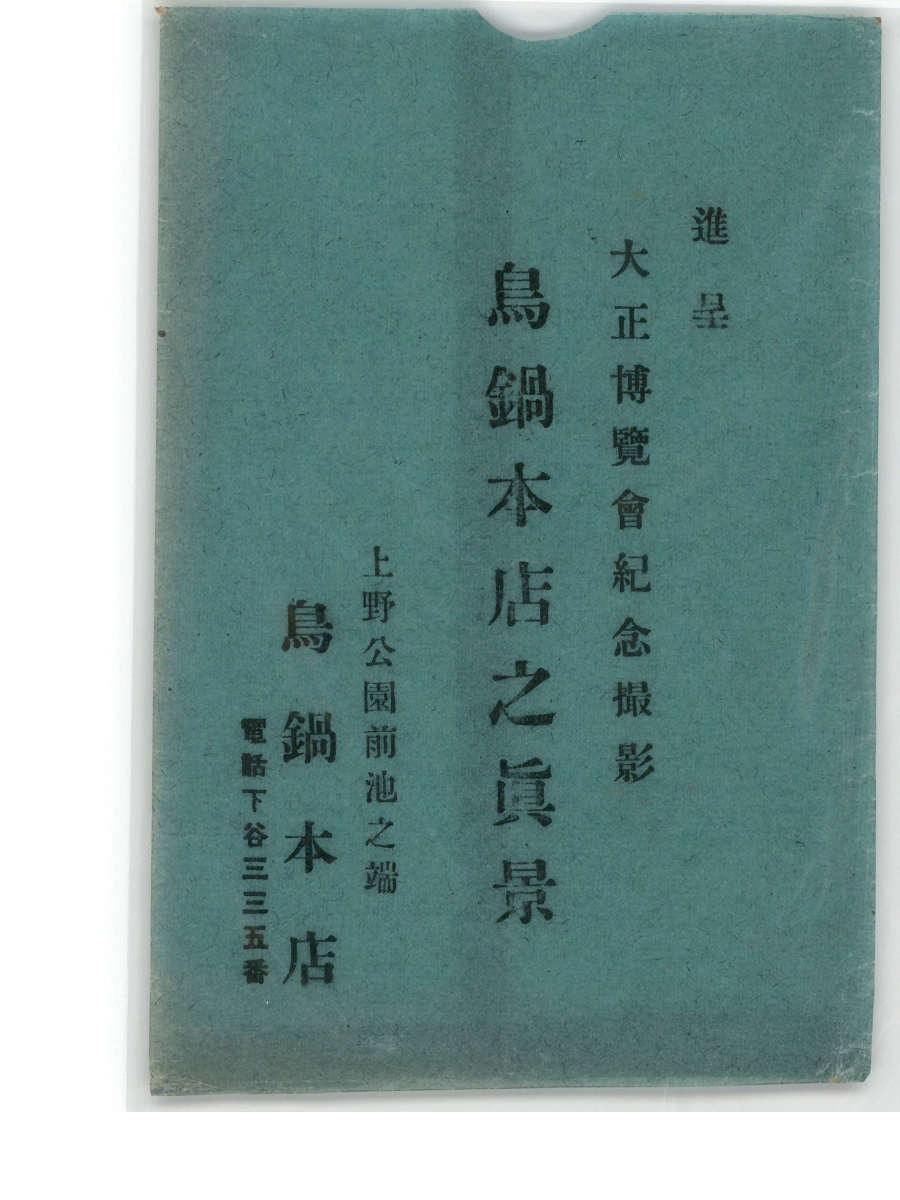 進呈
大正博覽會紀念撮影
鳥鍋本店之眞景
上野公園前池之端
鳥鍋本店
電話下谷三三五番